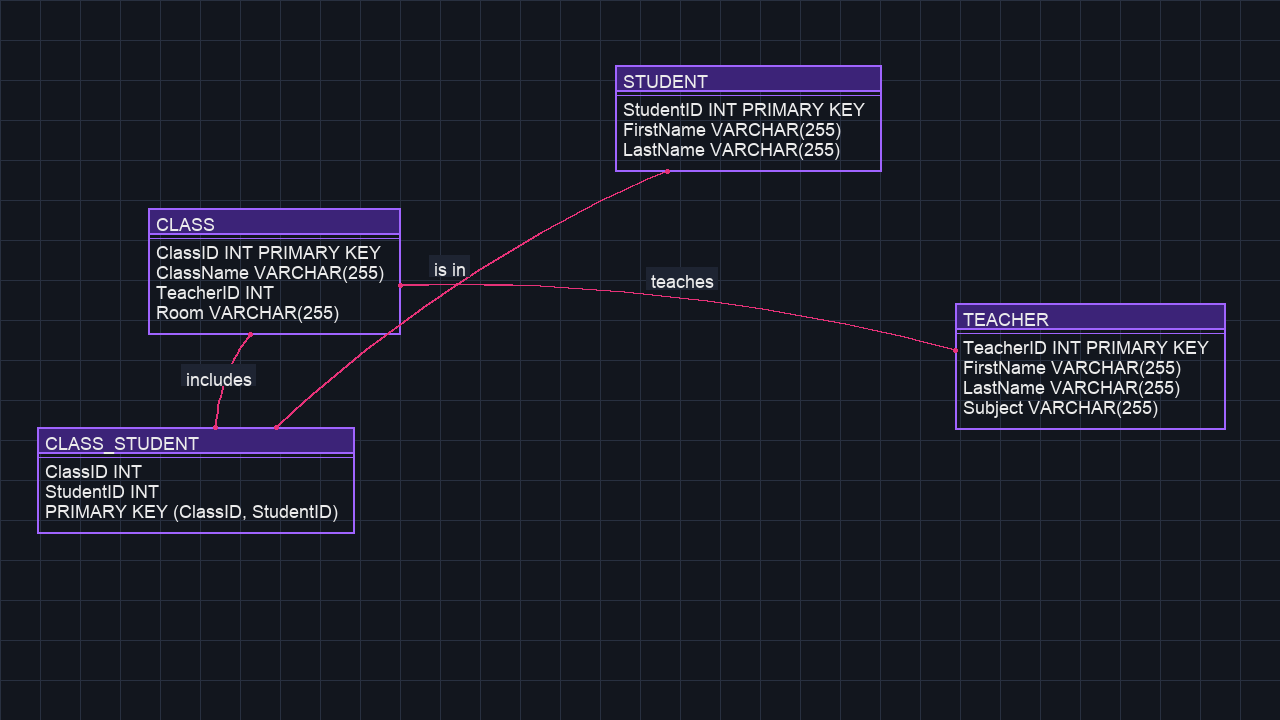 STUDENT
StudentID INT PRIMARY KEY
FirstName VARCHAR(255)
LastName VARCHAR(255)
CLASS
ClassID INT PRIMARY KEY
ClassName VARCHAR(255)
TeacherID INT
Room VARCHAR(255)
is in
teaches
TEACHER
TeacherID INT PRIMARY KEY
FirstName VARCHAR(255)
LastName VARCHAR(255)
Subject VARCHAR(255)
includes
CLASS_STUDENT
ClassID INT
StudentID INT
PRIMARY KEY (ClassID, StudentID)